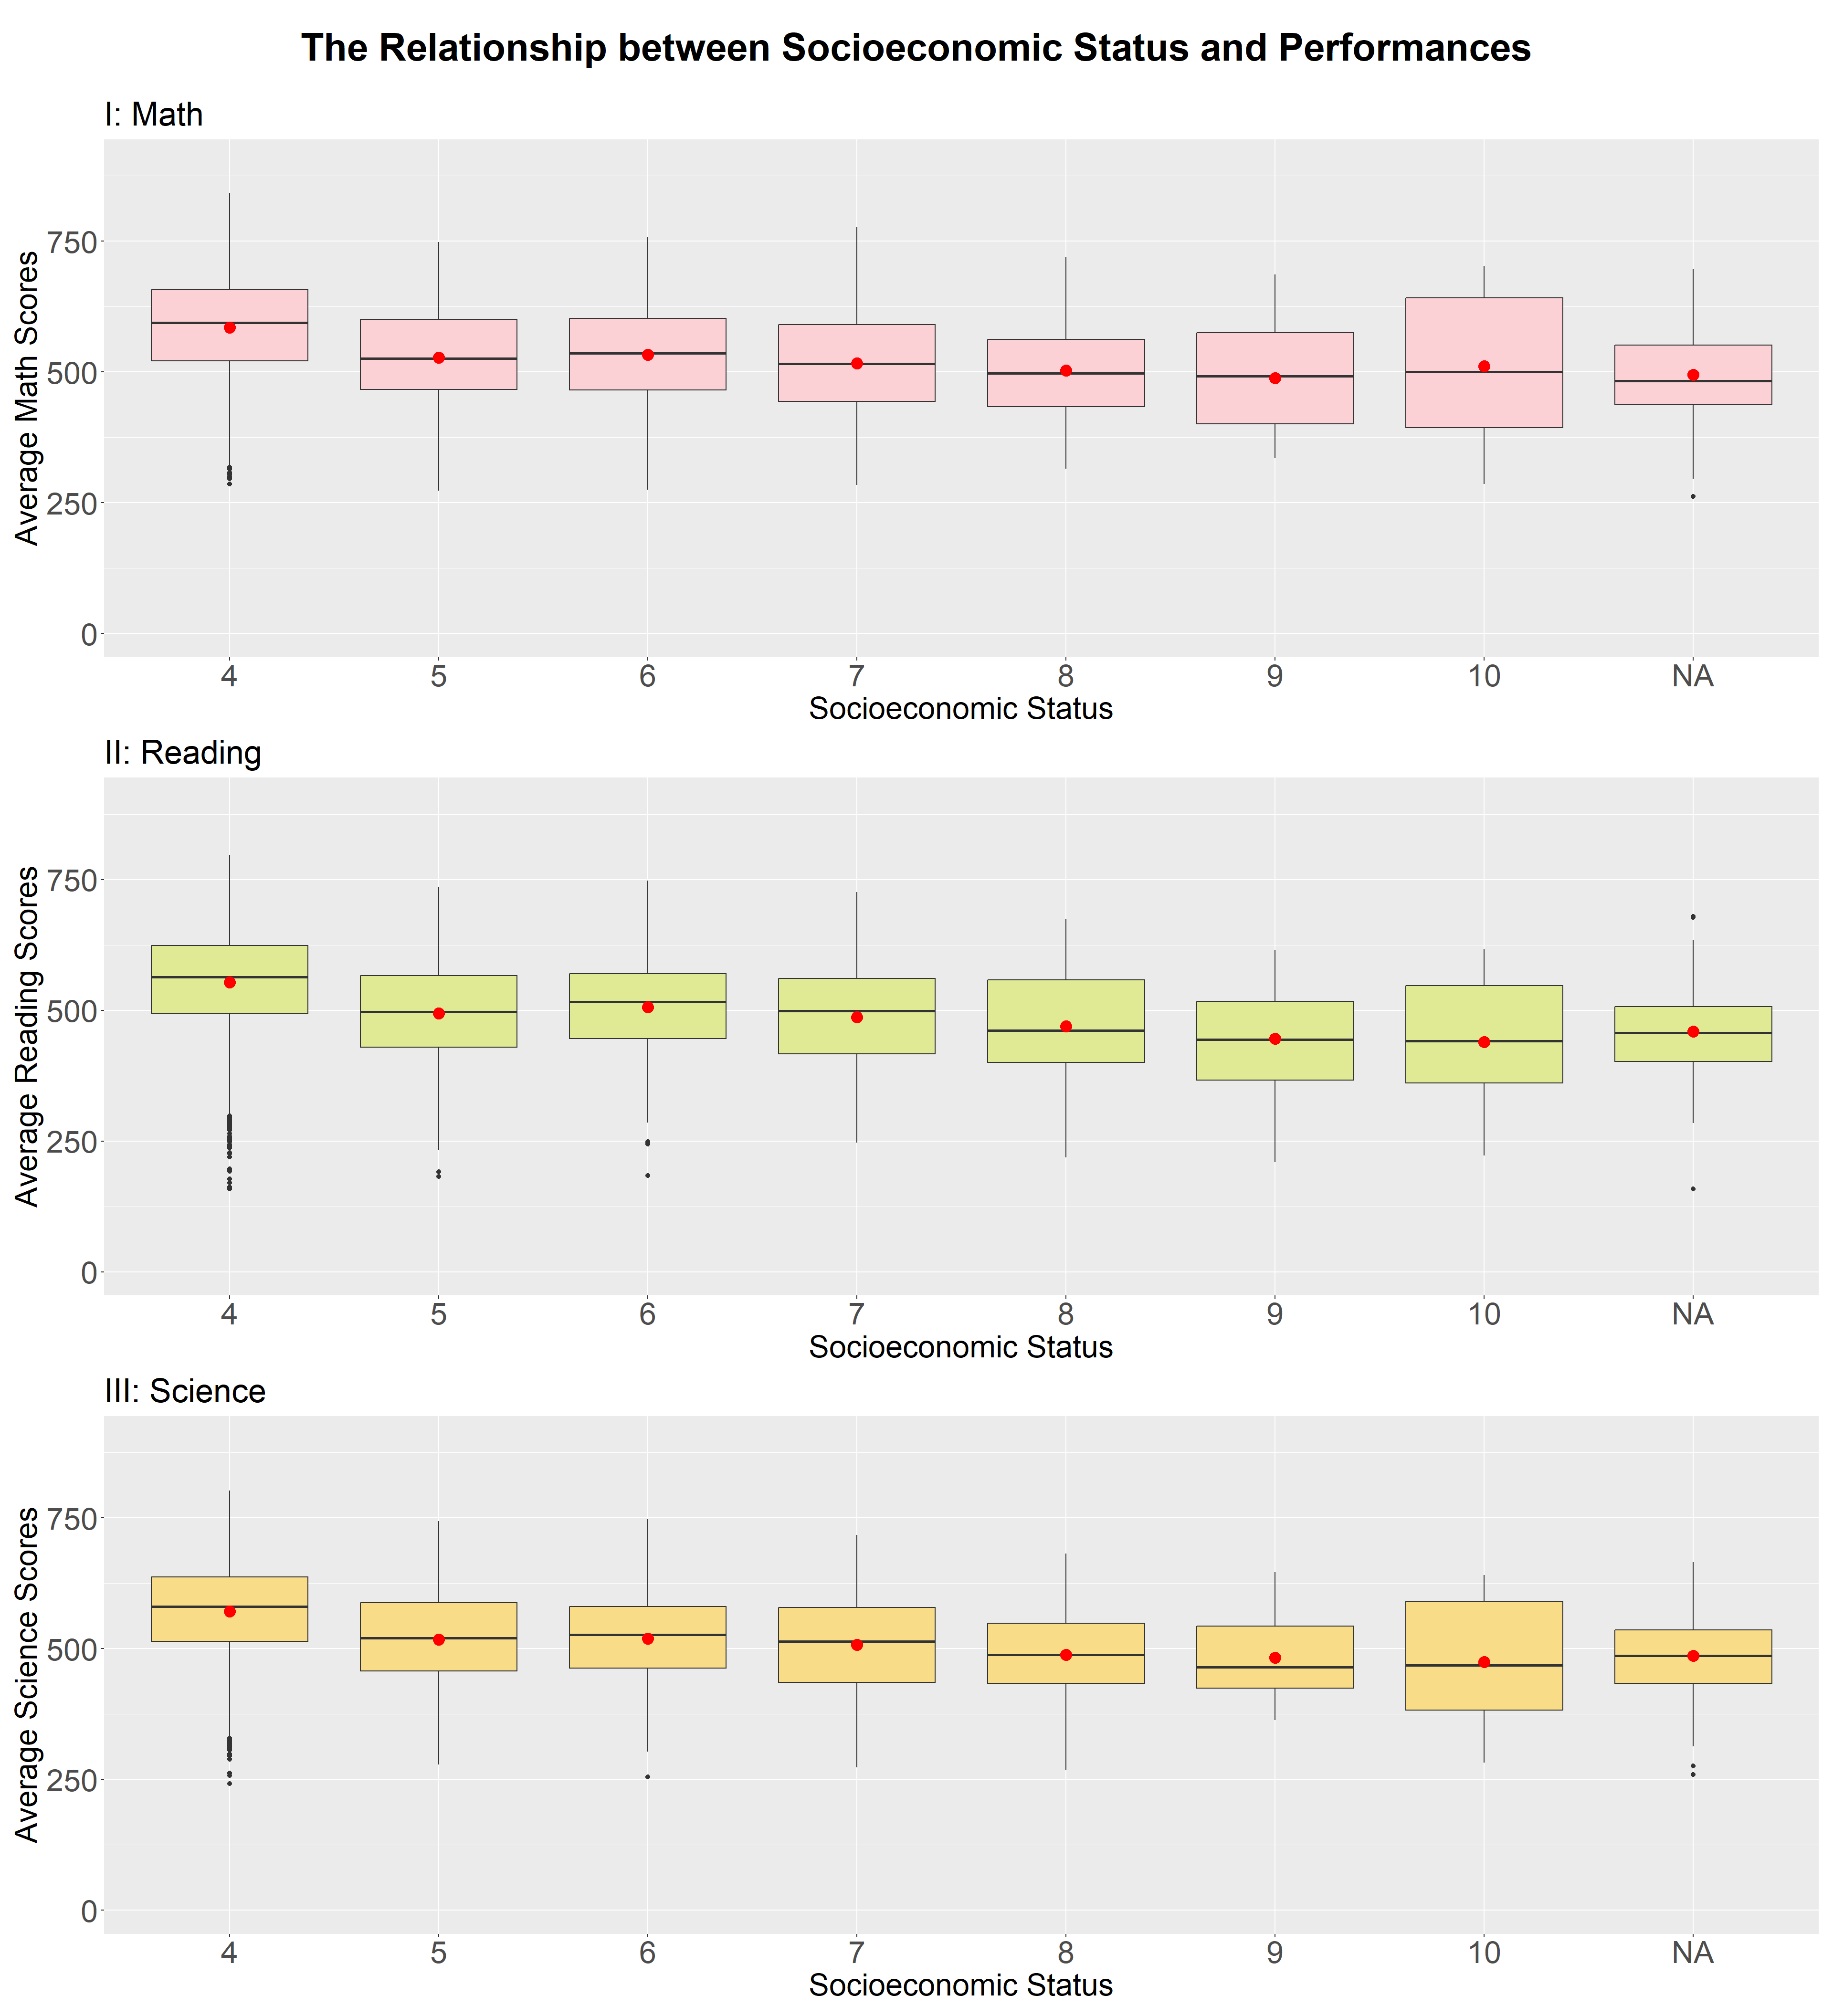 The Relationship between Socioeconomic Status and Performances
I: Math
Average Math Scores
750
500
250
0
4 5 6 7 8 9 10 NA
Socioeconomic Status
II: Reading
Average Reading Scores
750
500
250
0
4 5 6 7 8 9 10 NA
Socioeconomic Status
III: Science
Average Science Scores
750
500
250
0
4 5 6 7 8 9 10 NA
Socioeconomic Status